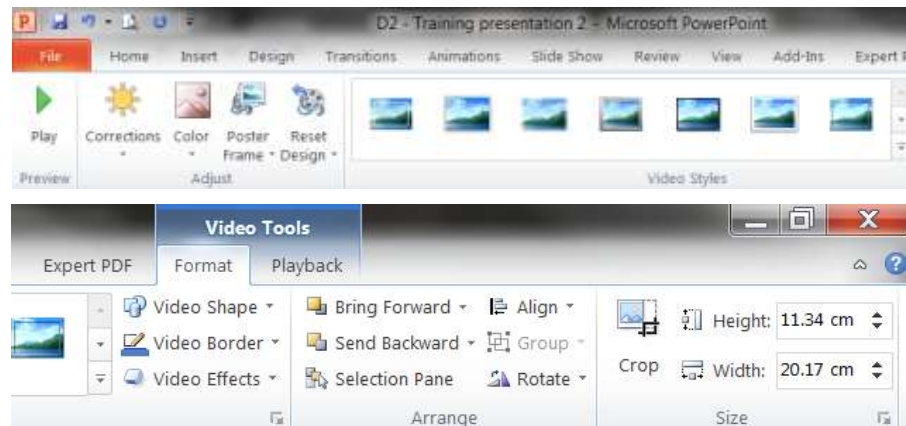 D2 - Training presentation 2 - Microsoft PowerPoint
File Home Insert Design Transitions Animations Slide Show Review View Add-Ins Expert
Play Corrections Color Poster Frame Reset Design
Preview Adjust Video Styles
Video Tools
Expert PDF Format Playback
Video Shape Bring Forward Align Height: 11.34 cm
Video Border Send Backward Group Crop Width: 20.17 cm
Video Effects Selection Pane Rotate
Arrange Size